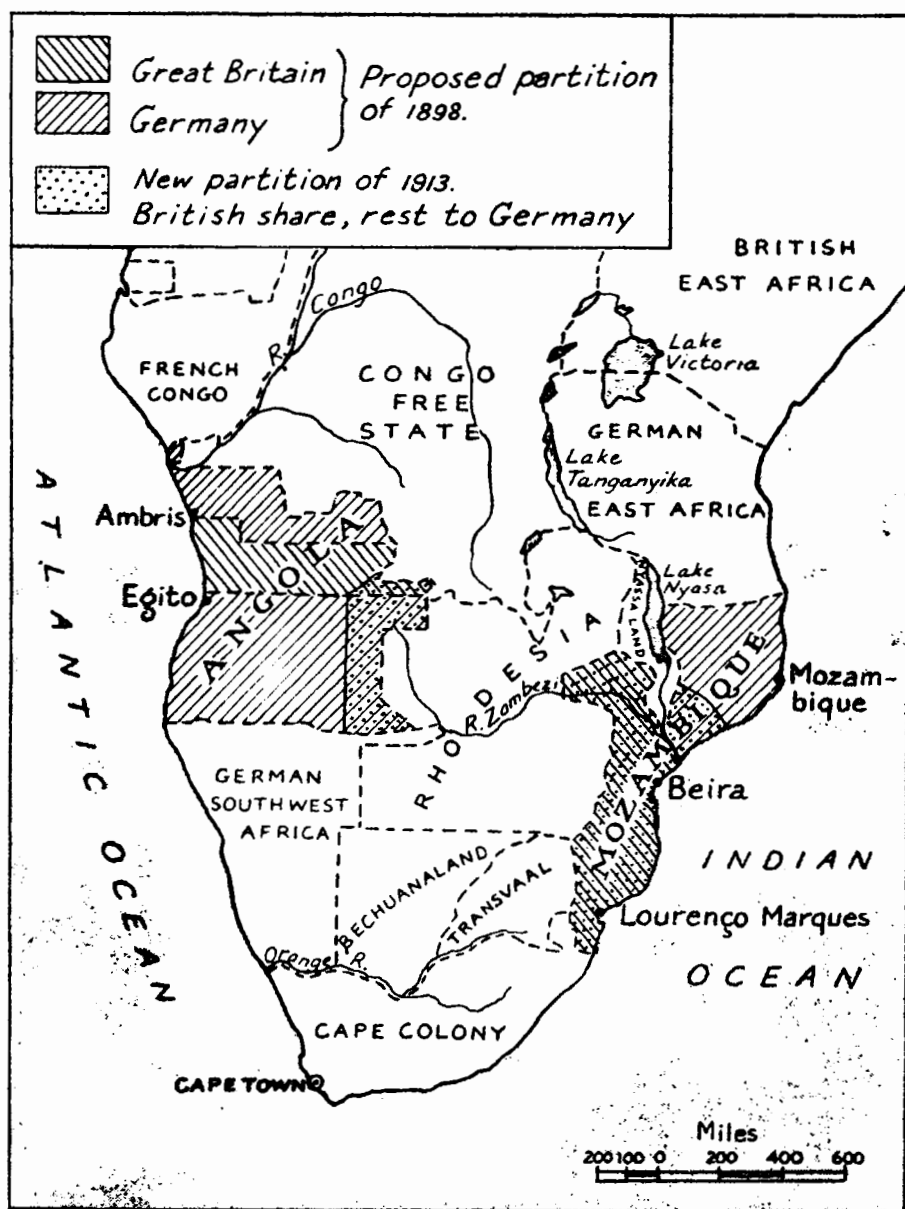 Great Britain
Germany
Proposed partition
of 1898.
New partition of 1913.
British share, rest to Germany
BRITISH
EAST AFRICA
R. Congo
Lake
Victoria
FRENCH
CONGO
CONGO
FREE
STATE
GERMAN
EAST AFRICA
Lake
Tanganyika
ATLANTIC OCEAN
Ambris
ANGOLA
Egito
NYASSA LAND
Lake
Nyasa
RHODESIA
R. Zambezi
MOZAMBIQUE
Mozam-
bique
GERMAN
SOUTHWEST
AFRICA
Beira
BECHUANALAND
TRANSVAAL
INDIAN
OCEAN
Lourenço Marques
Orange R.
CAPE COLONY
CAPE TOWN
Miles
200 100 0 200 400 600